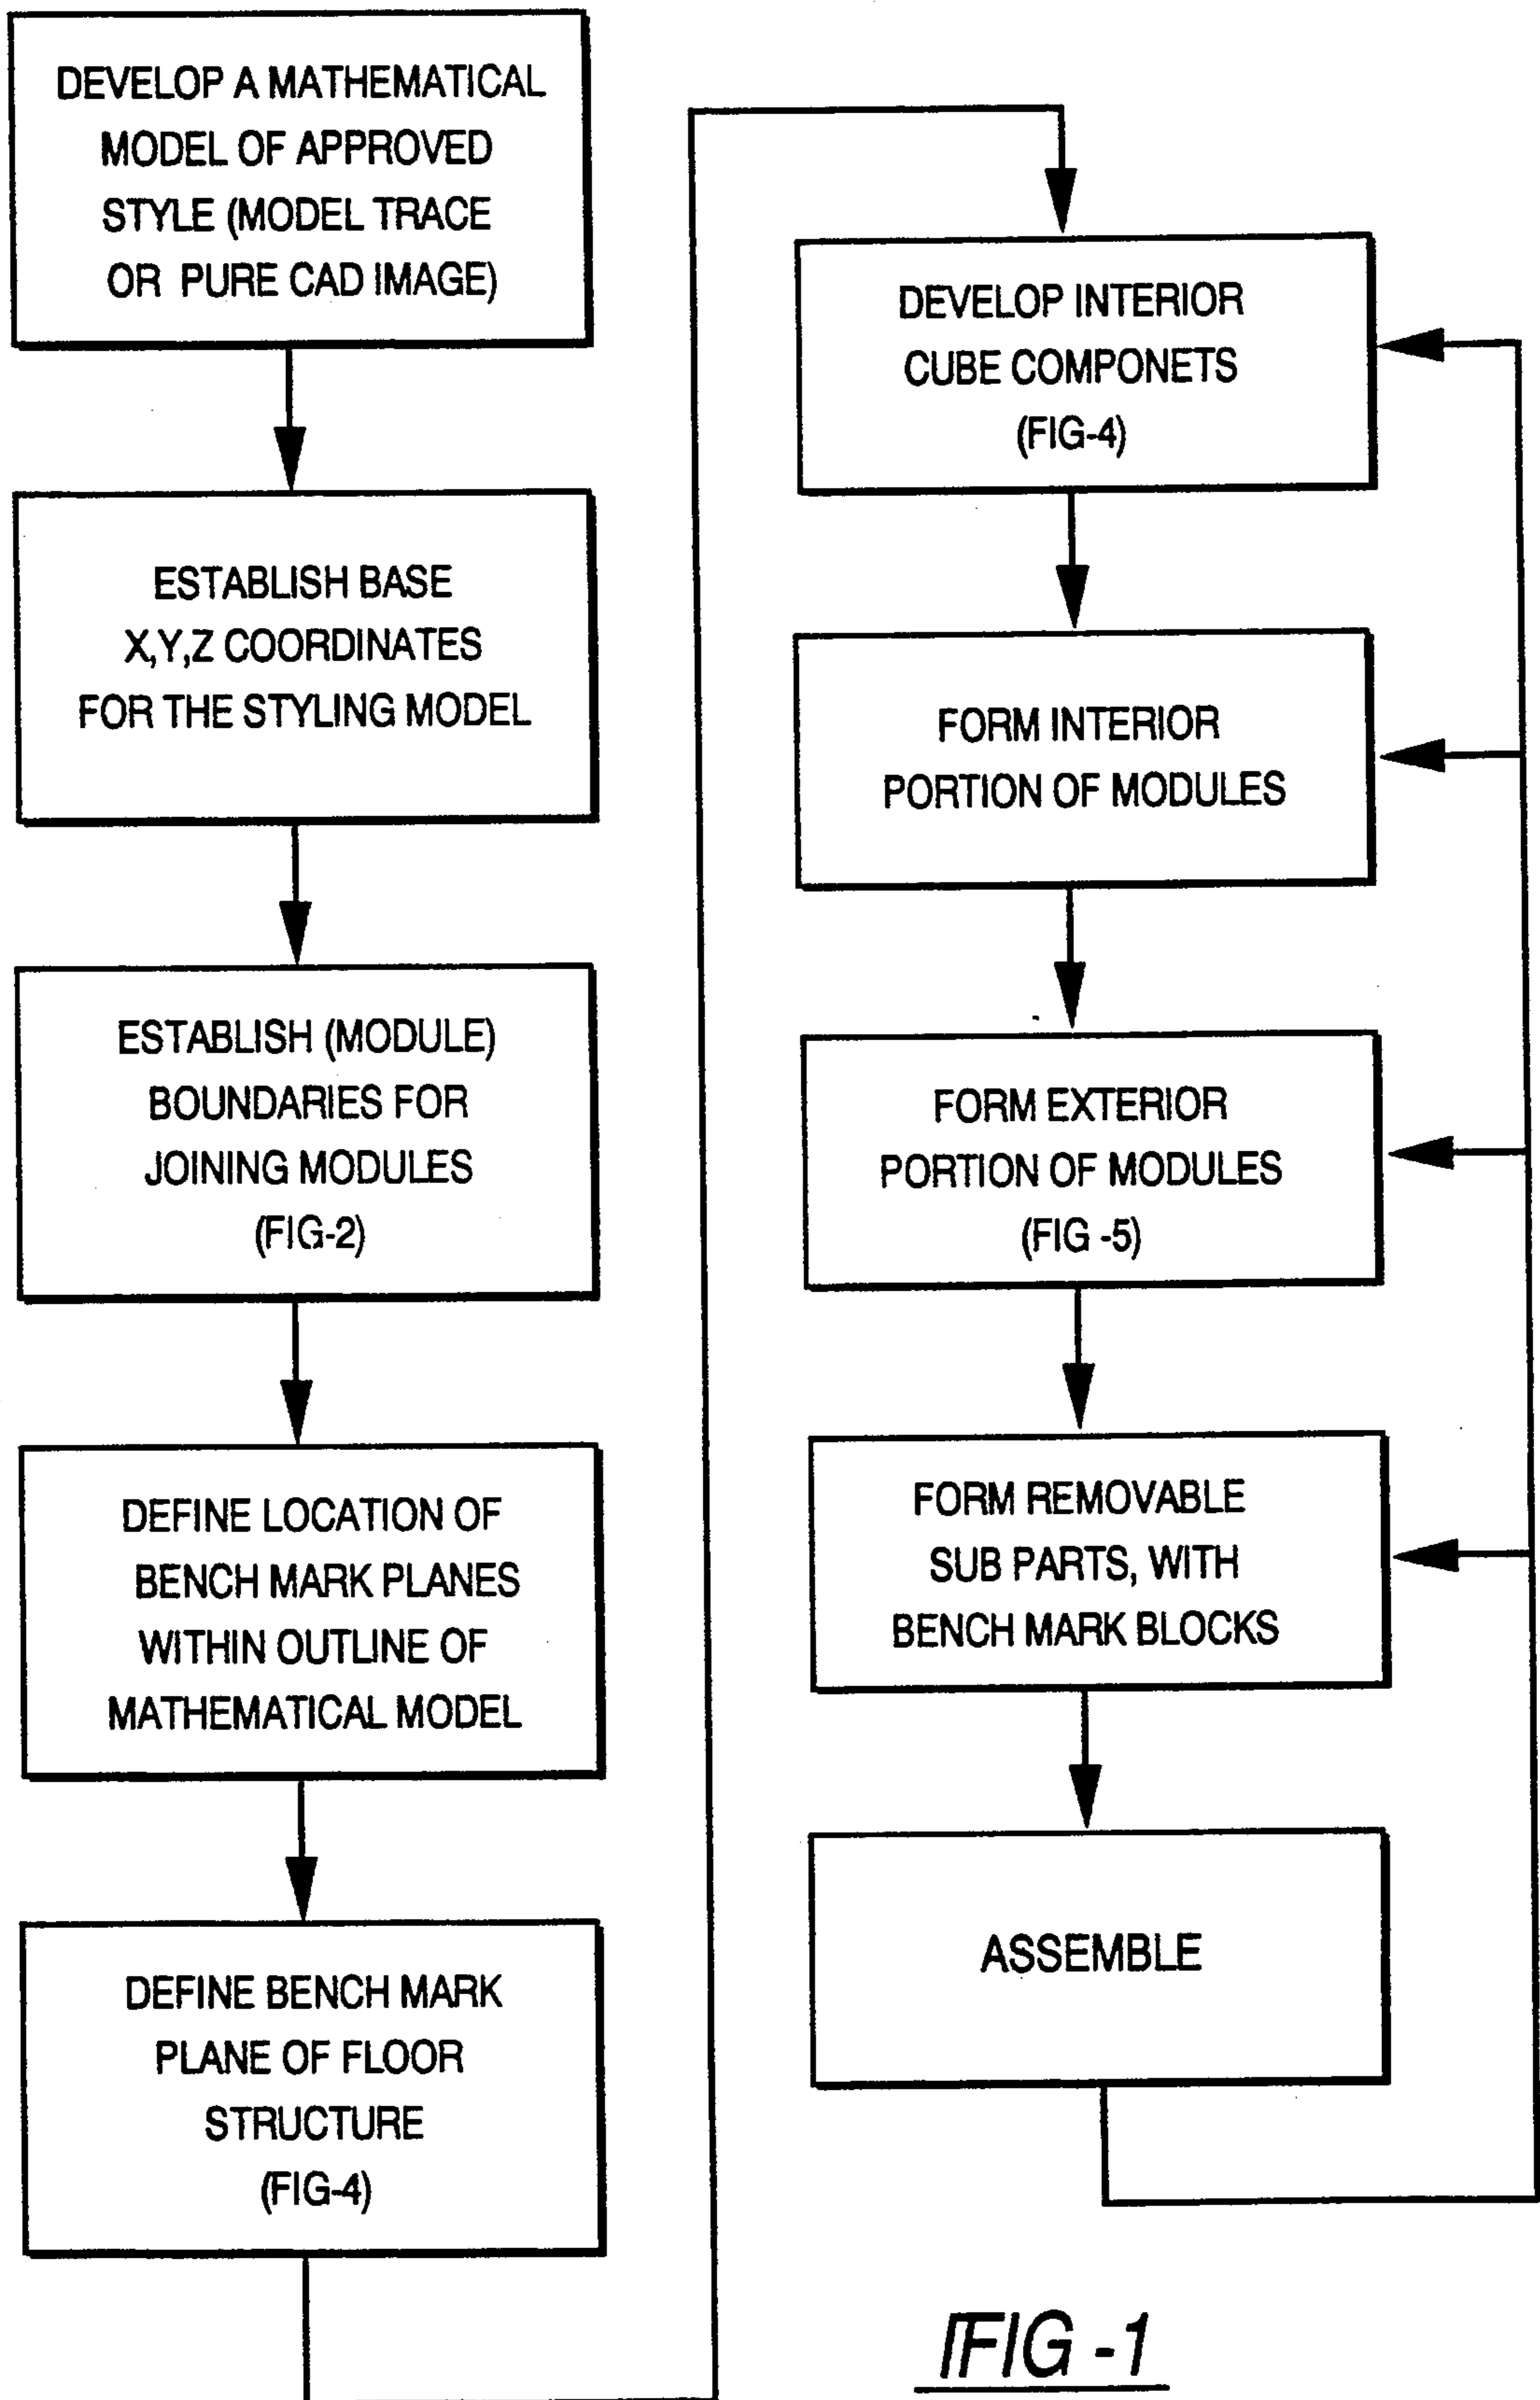 DEVELOP A MATHEMATICAL
MODEL OF APPROVED
STYLE (MODEL TRACE
OR PURE CAD IMAGE)
ESTABLISH BASE
X,Y,Z COORDINATES
FOR THE STYLING MODEL
ESTABLISH (MODULE)
BOUNDARIES FOR
JOINING MODULES
(FIG-2)
DEFINE LOCATION OF
BENCH MARK PLANES
WITHIN OUTLINE OF
MATHEMATICAL MODEL
DEFINE BENCH MARK
PLANE OF FLOOR
STRUCTURE
(FIG-4)
DEVELOP INTERIOR
CUBE COMPONETS
(FIG-4)
FORM INTERIOR
PORTION OF MODULES
FORM EXTERIOR
PORTION OF MODULES
(FIG -5)
FORM REMOVABLE
SUB PARTS, WITH
BENCH MARK BLOCKS
ASSEMBLE
FIG -1